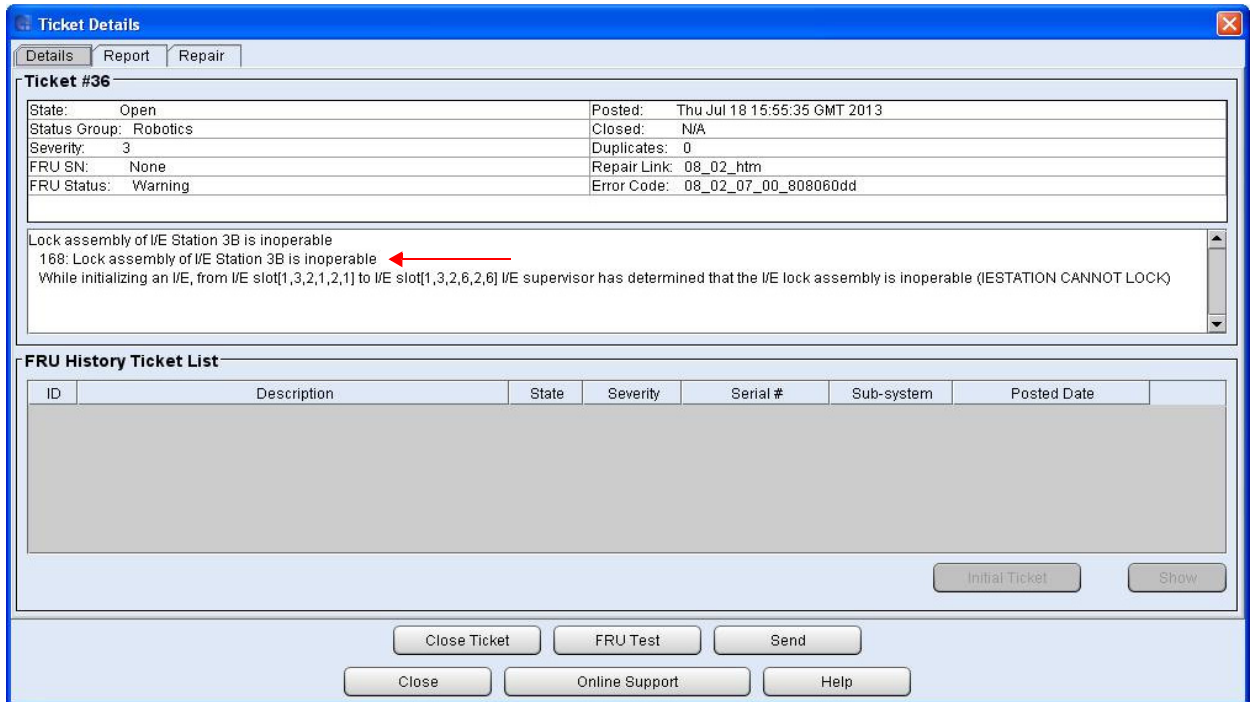 Ticket Details
Details Report Repair
Ticket #36
State: Open Posted: Thu Jul 18 15:55:35 GMT 2013
Status Group: Robotics Closed: N/A
Severity: 3 Duplicates: 0
FRU SN: None Repair Link: 08_02_htm
FRU Status: Warning Error Code: 08_02_07_00_808060dd
Lock assembly of I/E Station 3B is inoperable
168: Lock assembly of I/E Station 3B is inoperable
While initializing an I/E, from I/E slot[1,3,2,1,2,1] to I/E slot[1,3,2,6,2,6] I/E supervisor has determined that the I/E lock assembly is inoperable (IESTATION CANNOT LOCK)
FRU History Ticket List
ID Description State Severity Serial # Sub-system Posted Date
Initial Ticket Show
Close Ticket FRU Test Send
Close Online Support Help